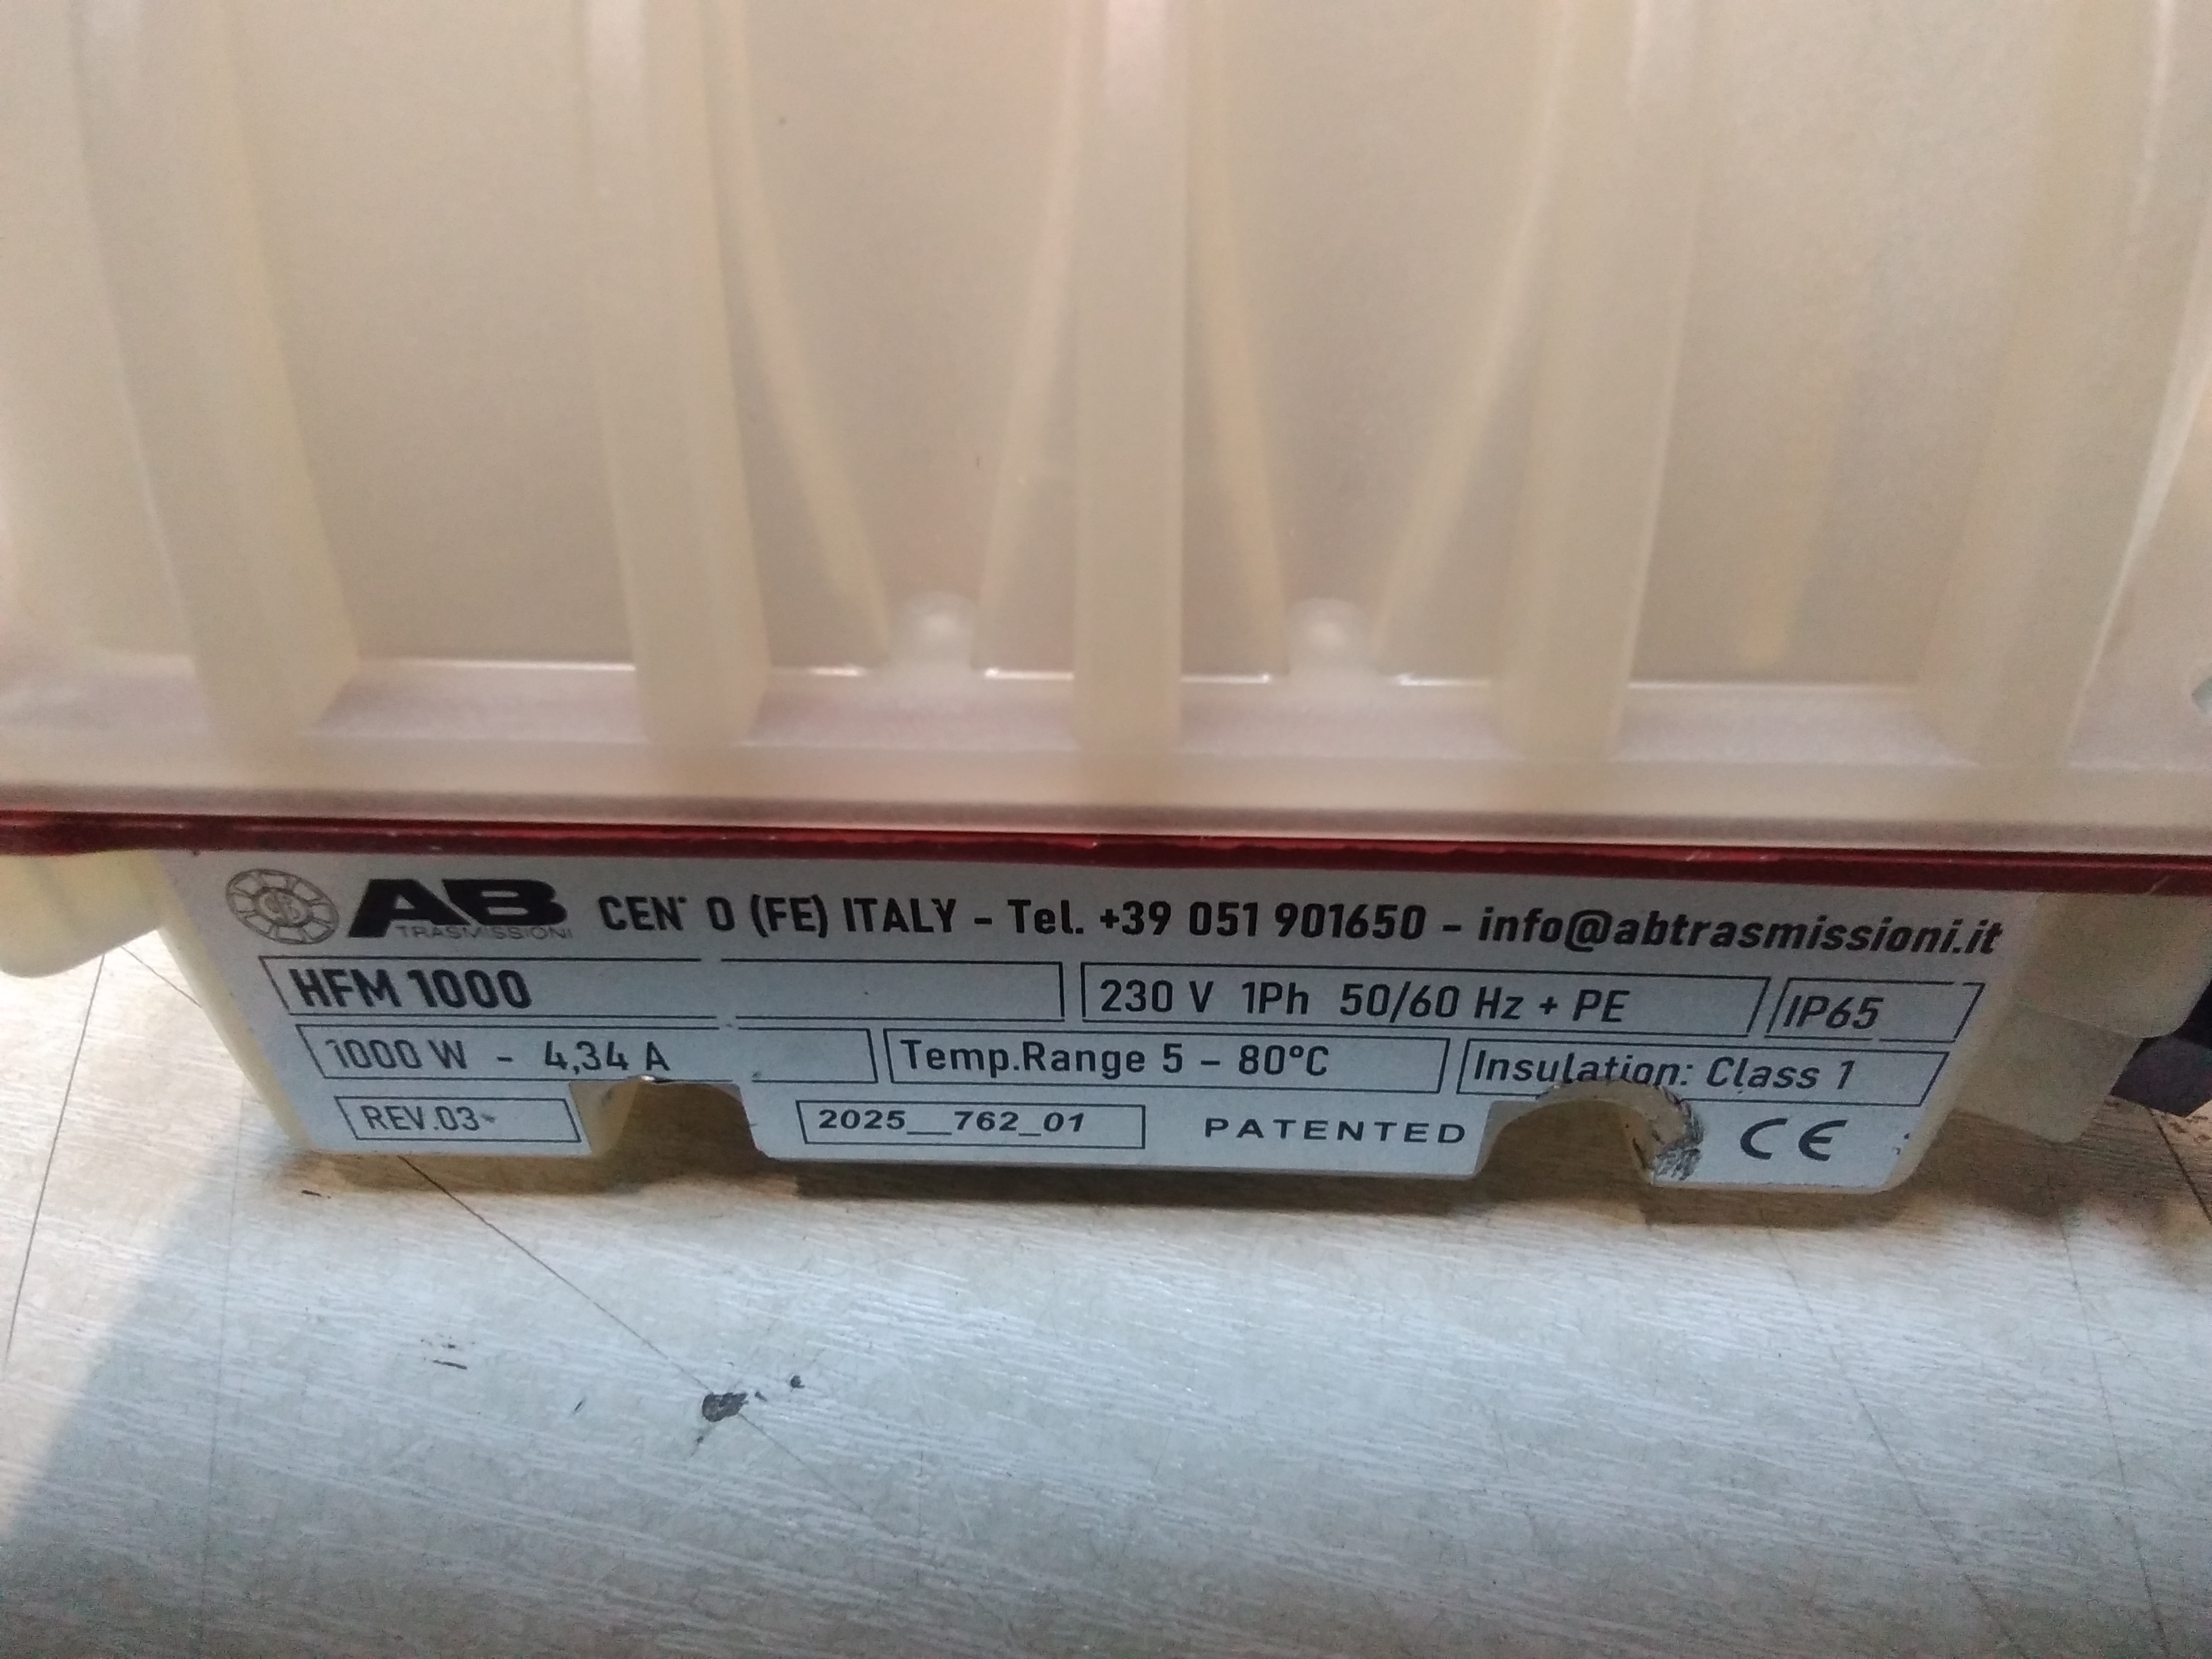 AB TRASMISSIONI CEN O (FE) ITALY - Tel. +39 051 901650 - info@abtrasmissioni.it
HFM 1000 230 V 1Ph 50/60 Hz + PE IP65
1000 W - 4,34 A Temp.Range 5 - 80°C Insulation: Class 1
REV.03 2025__762_01 PATENTED CE